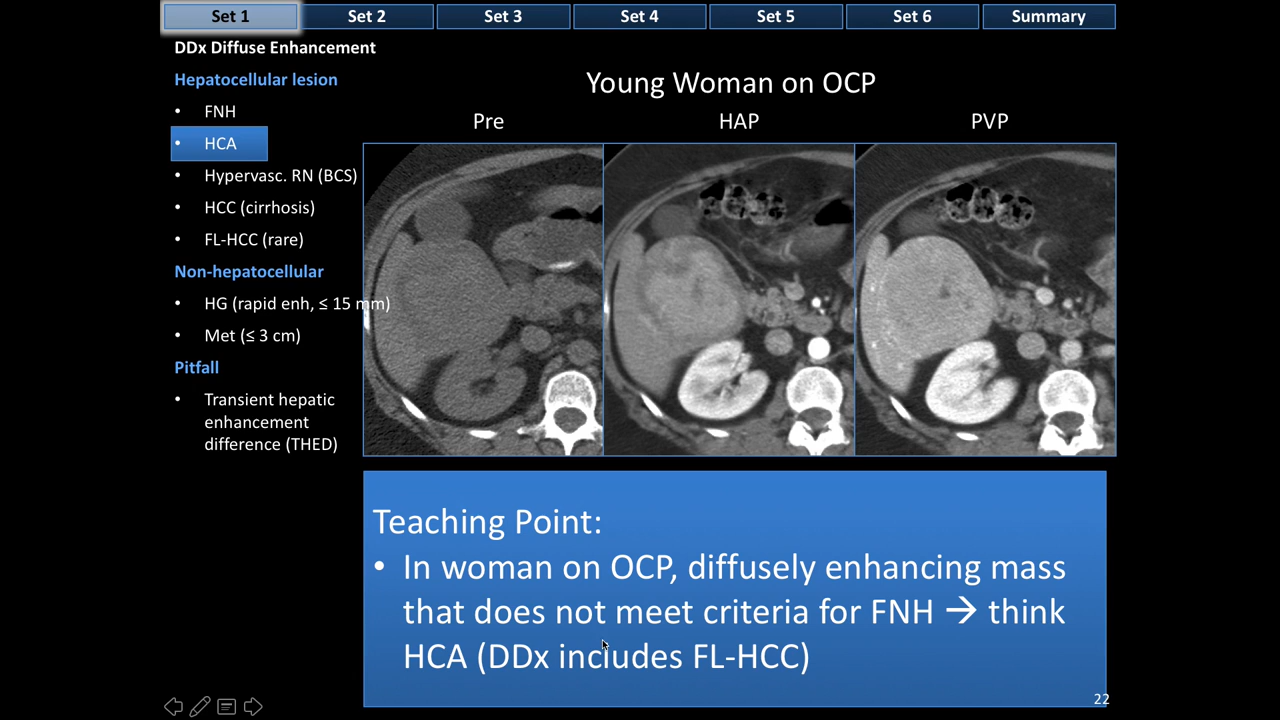 Set 1
Set 2
Set 3
Set 4
Set 5
Set 6
Summary
DDx Diffuse Enhancement
Hepatocellular lesion
• FNH
• HCA
• Hypervasc. RN (BCS)
• HCC (cirrhosis)
• FL-HCC (rare)
Non-hepatocellular
• HG (rapid enh, ≤ 15 mm)
• Met (≤ 3 cm)
Pitfall
• Transient hepatic
enhancement
difference (THED)
Young Woman on OCP
Pre
HAP
PVP
Teaching Point:
• In woman on OCP, diffusely enhancing mass
that does not meet criteria for FNH → think
HCA (DDx includes FL-HCC)
22